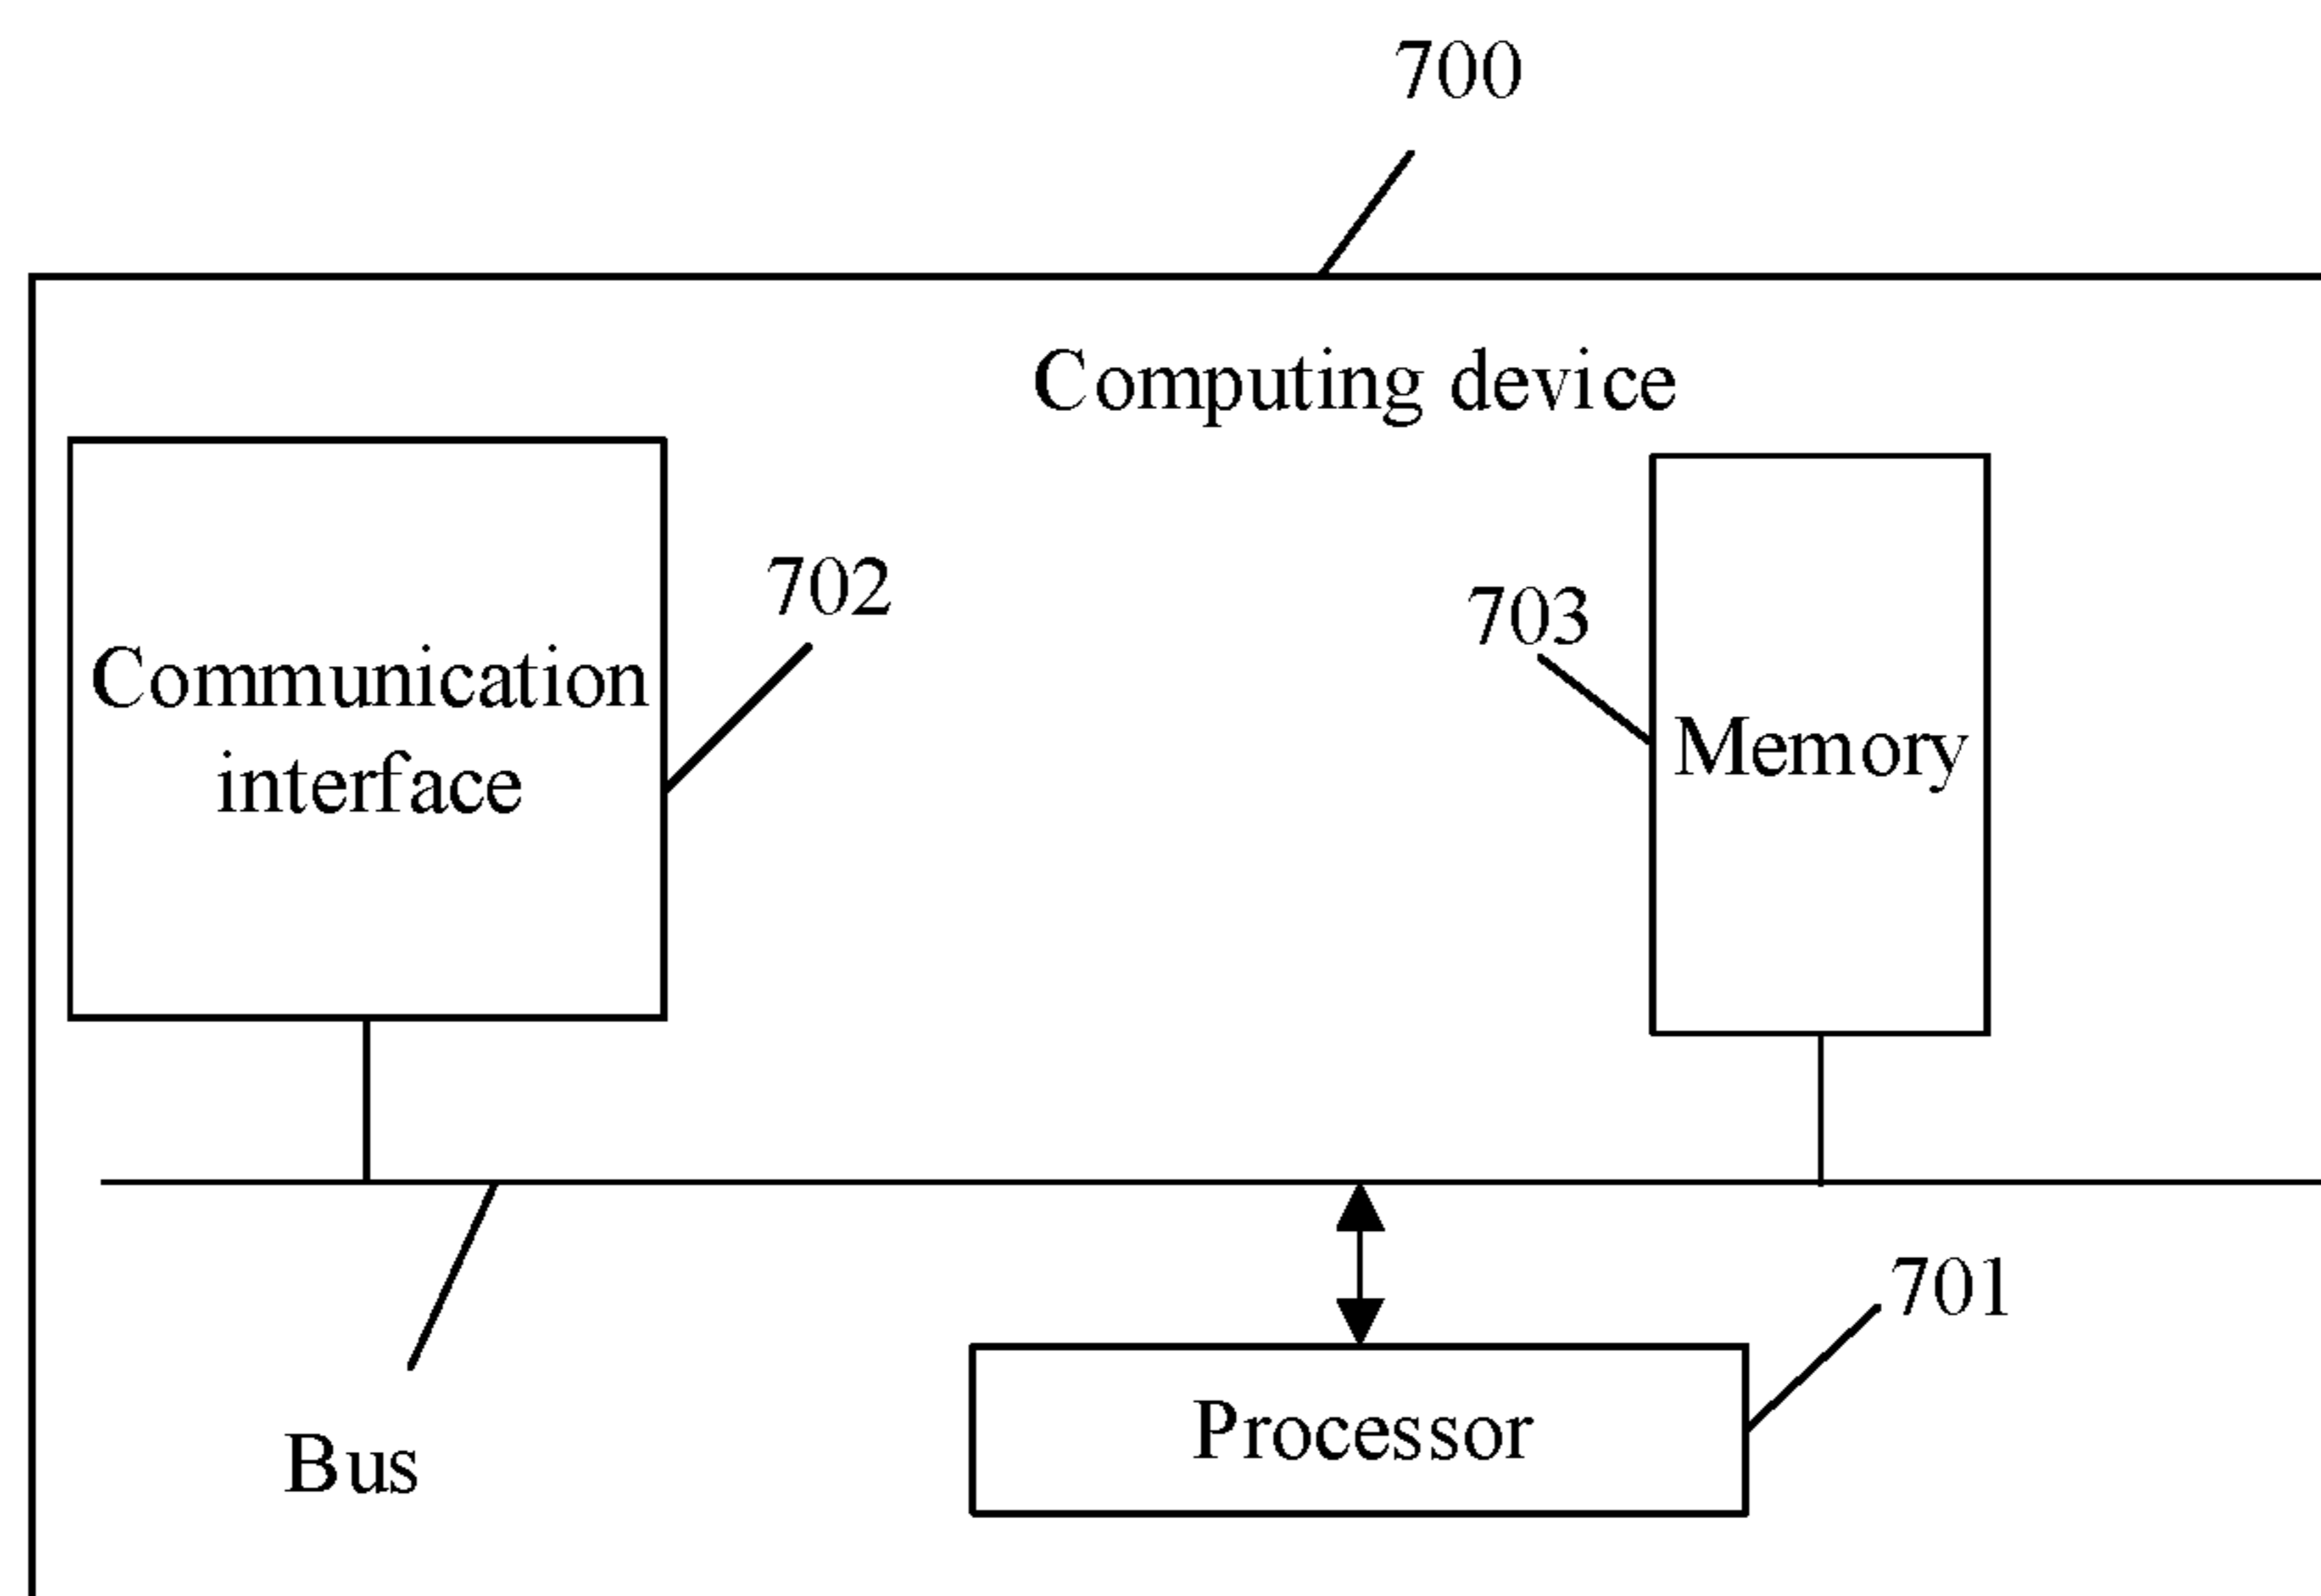 700
Computing device
702
703
Communication
interface
Memory
701
Processor
Bus